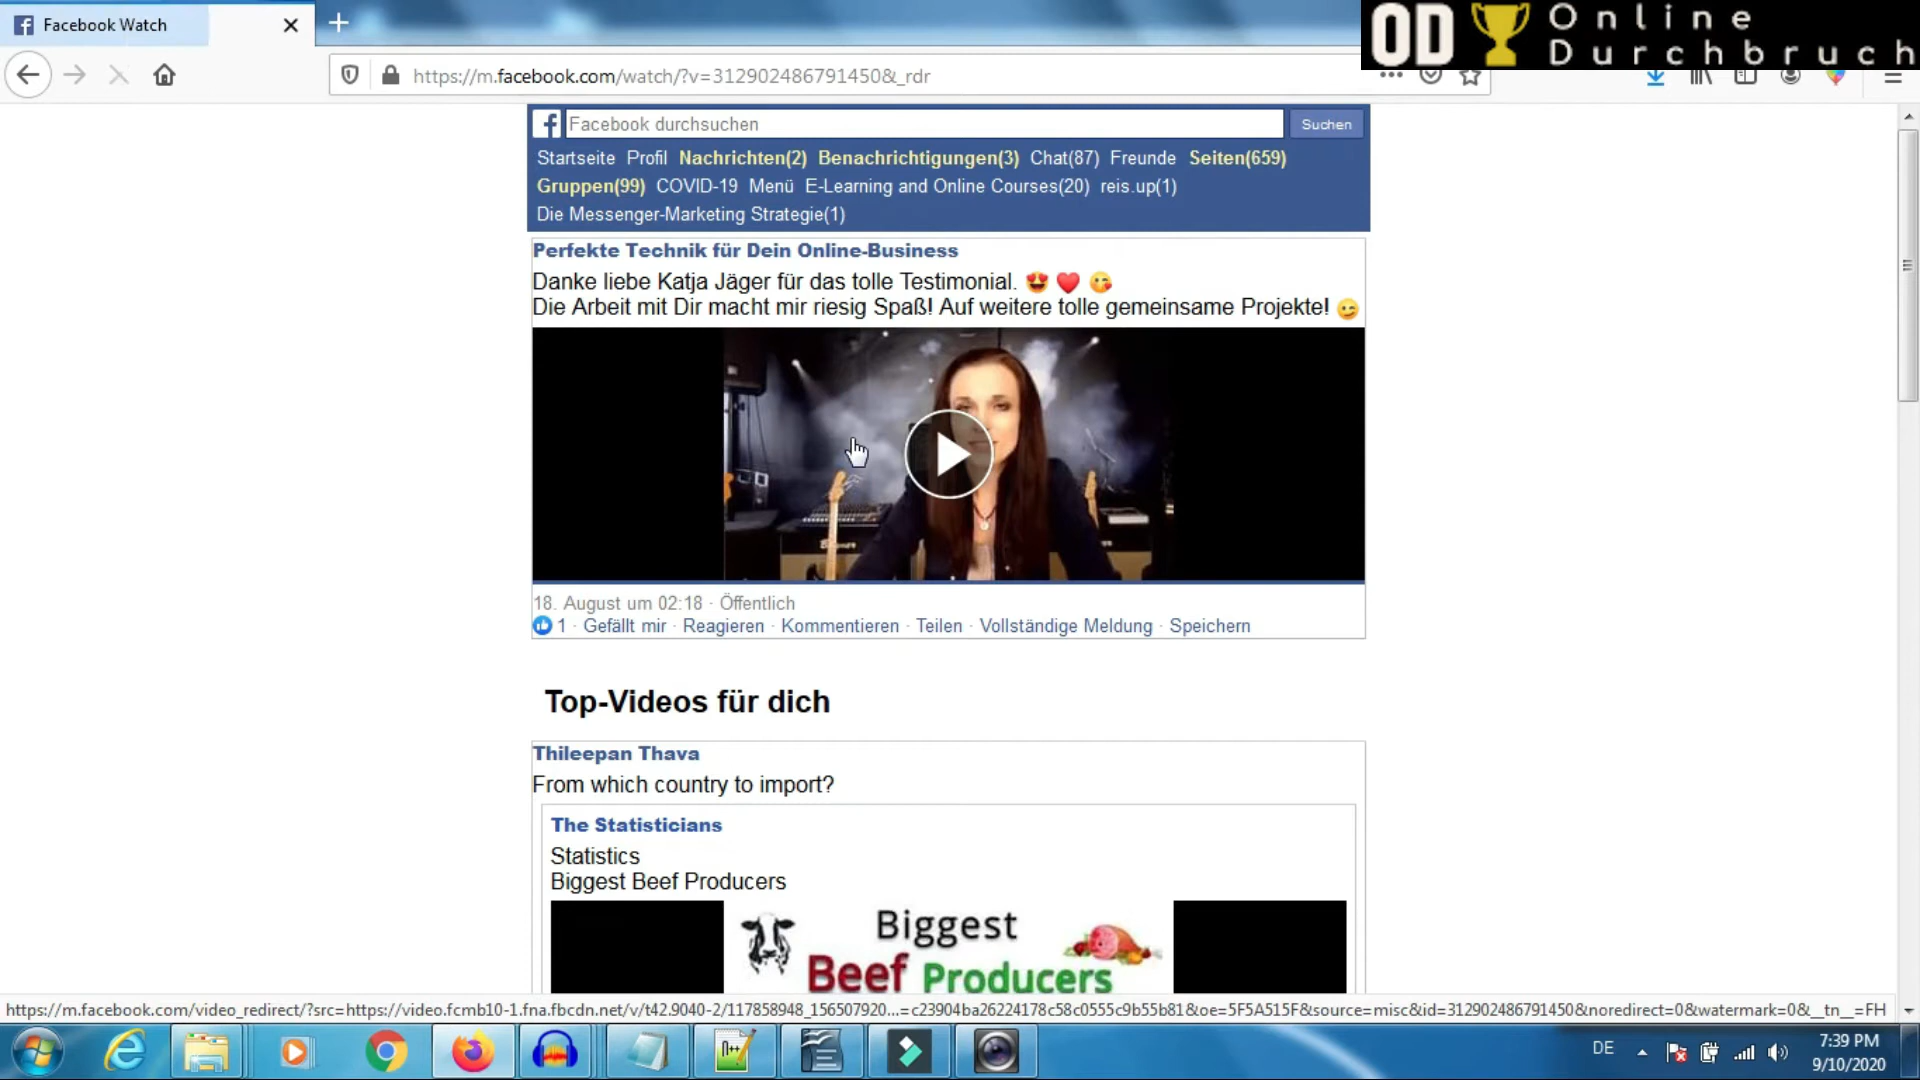 Facebook Watch
OD Online
Durchbruch
https://m.facebook.com/watch/?v=312902486791450&_rdr
Facebook durchsuchen
Suchen
Startseite Profil Nachrichten(2) Benachrichtigungen(3) Chat(87) Freunde Seiten(659)
Gruppen(99) COVID-19 Menü E-Learning and Online Courses(20) reis.up(1)
Die Messenger-Marketing Strategie(1)
Perfekte Technik für Dein Online-Business
Danke liebe Katja Jäger für das tolle Testimonial. 😍 ❤️ 😘
Die Arbeit mit Dir macht mir riesig Spaß! Auf weitere tolle gemeinsame Projekte! 😉
18. August um 02:18 · Öffentlich
1 · Gefällt mir · Reagieren · Kommentieren · Teilen · Vollständige Meldung · Speichern
Top-Videos für dich
Thileepan Thava
From which country to import?
The Statisticians
Statistics
Biggest Beef Producers
Biggest
Beef Producers
https://m.facebook.com/video_redirect/?src=https://video.fcmb10-1.fna.fbcdn.net/v/t42.9040-2/117858948_156507920...=c23904ba26224178c58c0555c9b55b81&oe=5F5A515F&source=misc&id=312902486791450&noredirect=0&watermark=0&__tn__=FH
DE
7:39 PM
9/10/2020